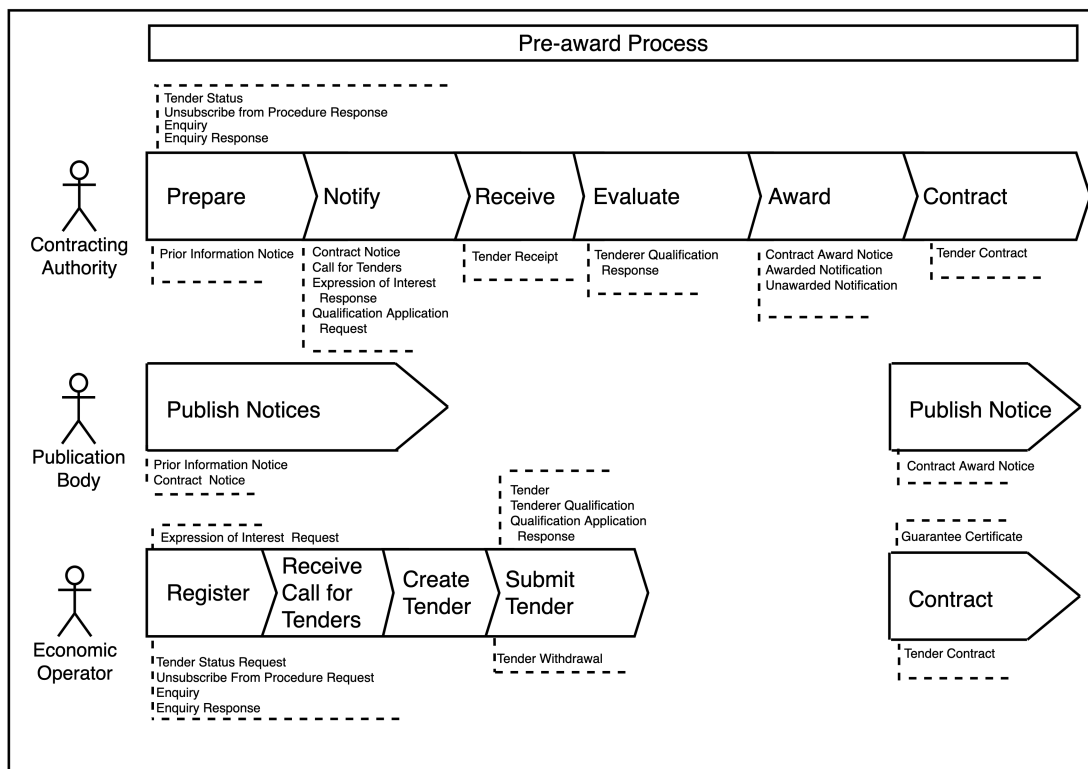 Pre-award Process
Tender Status
Unsubscribe from Procedure Response
Enquiry
Enquiry Response
Prepare
Notify
Receive
Evaluate
Award
Contract
Contracting
Authority
Prior Information Notice
Contract Notice
Call for Tenders
Expression of Interest
Response
Qualification Application
Request
Tender Receipt
Tenderer Qualification
Response
Contract Award Notice
Awarded Notification
Unawarded Notification
Tender Contract
Publish Notices
Publish Notice
Publication
Body
Prior Information Notice
Contract Notice
Contract Award Notice
Tender
Tenderer Qualification
Qualification Application
Response
Expression of Interest Request
Guarantee Certificate
Register
Receive
Call for
Tenders
Create
Tender
Submit
Tender
Contract
Economic
Operator
Tender Status Request
Unsubscribe From Procedure Request
Enquiry
Enquiry Response
Tender Withdrawal
Tender Contract